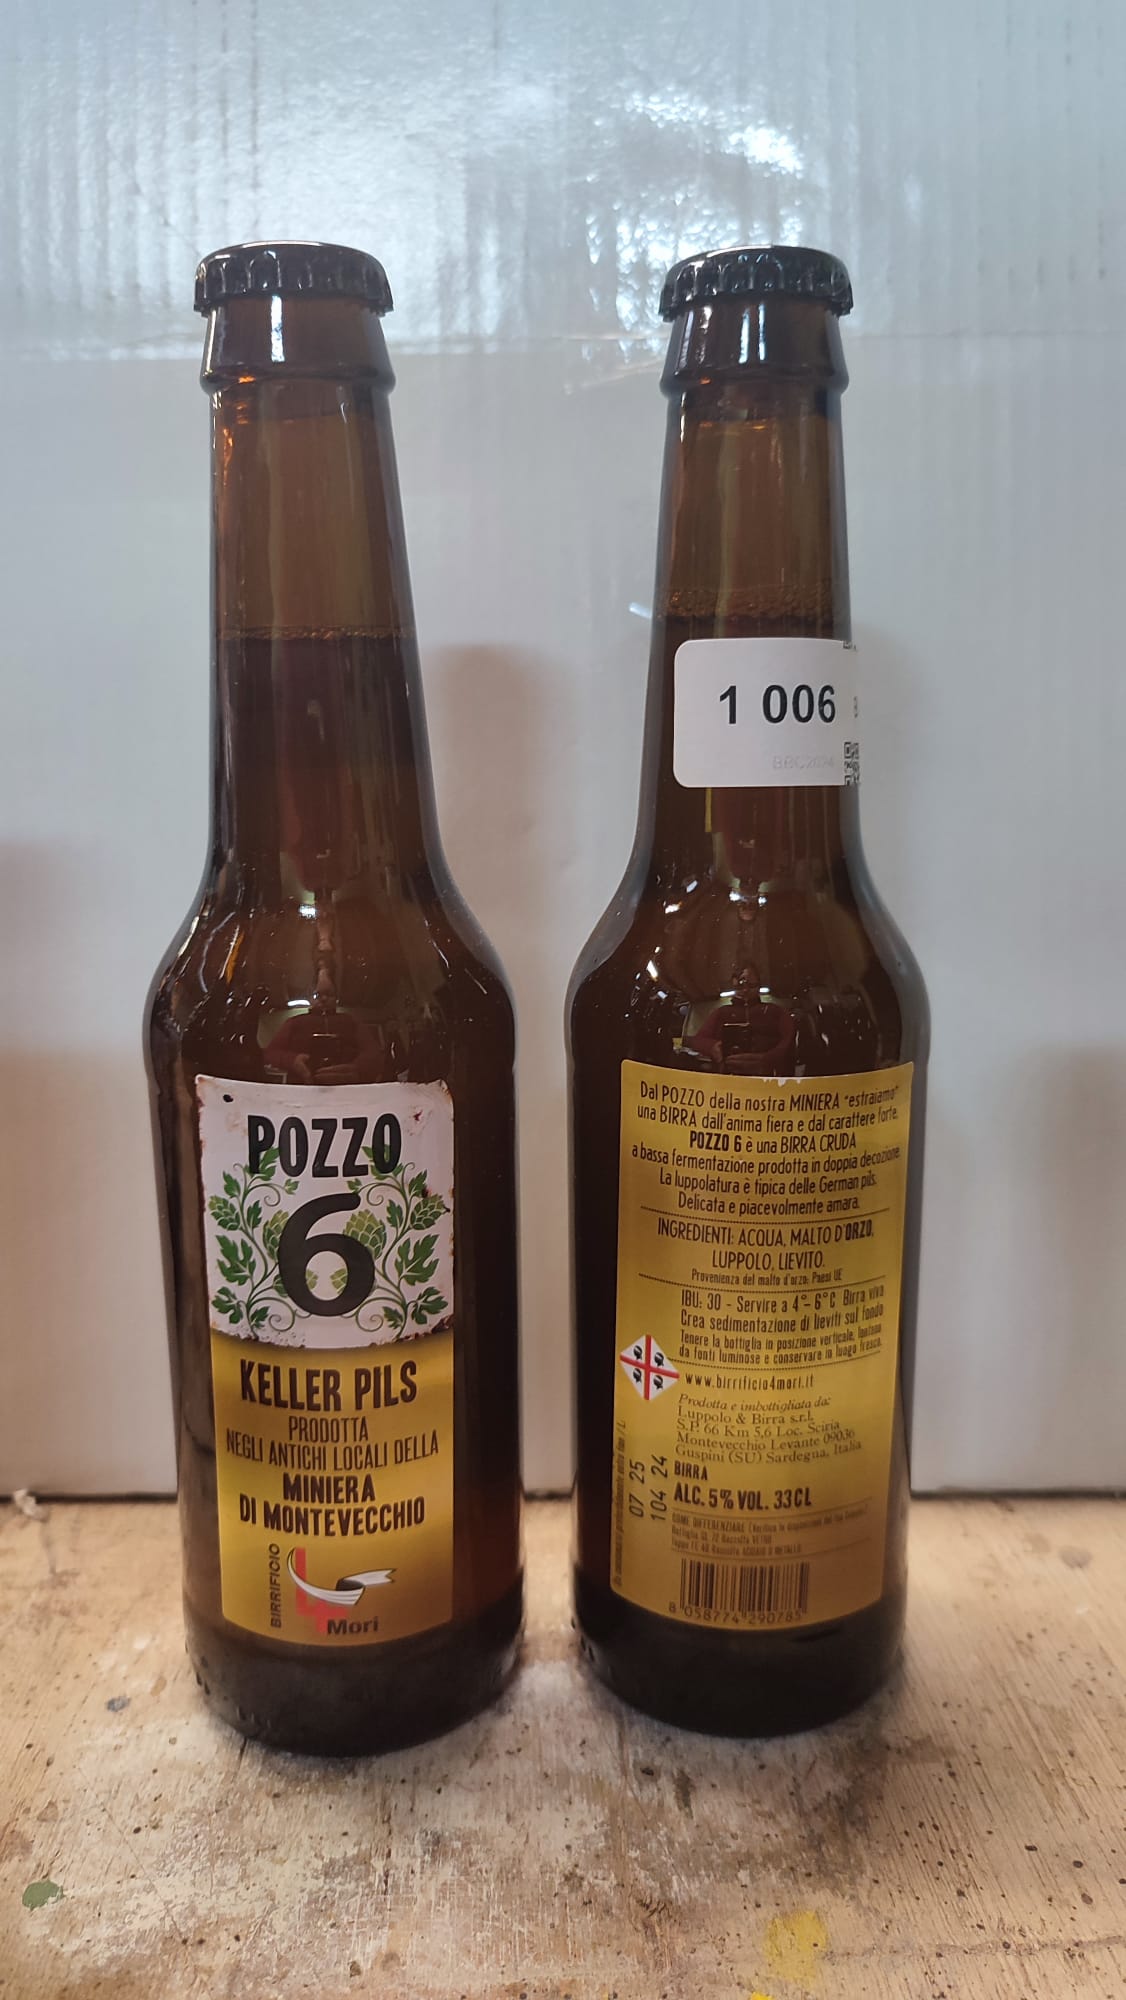 POZZO
6
KELLER PILS
PRODOTTA
NEGLI ANTICHI LOCALI DELLA
MINIERA
DI MONTEVECCHIO
BIRRIFICIO
4
Mori
1 006
BBC2024
Dal POZZO della nostra MINIERA "estraiamo"
una BIRRA dall'anima fiera e dal carattere forte.
POZZO 6 è una BIRRA CRUDA
a bassa fermentazione prodotta in doppia decozione.
La luppolatura è tipica delle German pils.
Delicata e piacevolmente amara.
INGREDIENTI: ACQUA, MALTO D'ORZO,
LUPPOLO, LIEVITO.
Provenienza del malto d'orzo: Paesi UE
IBU: 30 - Servire a 4°-6°C Birra viva
Crea sedimentazione di lieviti sul fondo
Tenere la bottiglia in posizione verticale, lontano
da fonti luminose e conservare in luogo fresco.
www.birrificio4mori.it
Prodotta e imbottigliata da:
Luppolo & Birra s.r.l.
S.P. 66 Km 5,6 Loc. Sciria
Montevecchio Levante 09036
Guspini (SU) Sardegna, Italia
BIRRA
ALC. 5% VOL. 33CL
07 25
104 24
COME DIFFERENZIARE
8 058774 290785